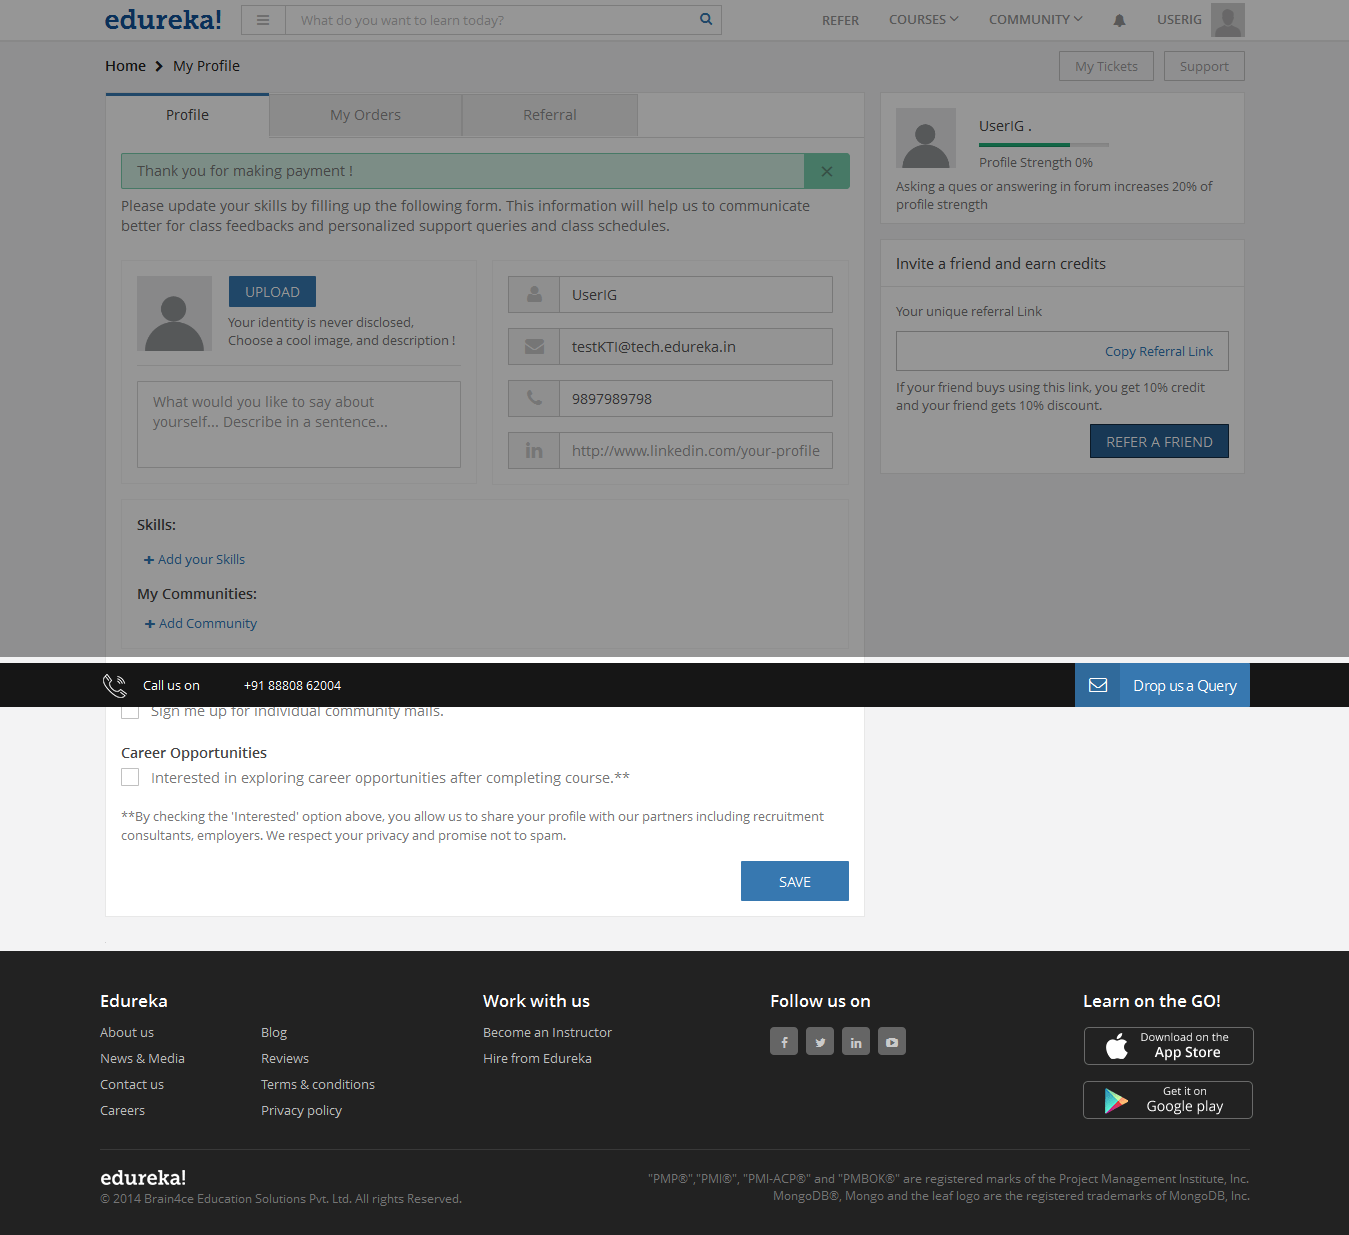 edureka!
What do you want to learn today?
REFER
COURSES
COMMUNITY
USERIG
Home
My Profile
My Tickets
Support
Profile
My Orders
Referral
Thank you for making payment !
Please update your skills by filling up the following form. This information will help us to communicate
better for class feedbacks and personalized support queries and class schedules.
UPLOAD
Your identity is never disclosed,
Choose a cool image, and description !
What would you like to say about
yourself... Describe in a sentence...
UserIG
testKTI@tech.edureka.in
9897989798
http://www.linkedin.com/your-profile
Skills:
Add your Skills
My Communities:
Add Community
UserIG .
Profile Strength 0%
Asking a ques or answering in forum increases 20% of
profile strength
Invite a friend and earn credits
Your unique referral Link
Copy Referral Link
If your friend buys using this link, you get 10% credit
and your friend gets 10% discount.
REFER A FRIEND
Call us on
+91 88808 62004
Drop us a Query
Sign me up for individual community mails.
Career Opportunities
Interested in exploring career opportunities after completing course.**
**By checking the 'Interested' option above, you allow us to share your profile with our partners including recruitment
consultants, employers. We respect your privacy and promise not to spam.
SAVE
Edureka
About us
News & Media
Contact us
Careers
Blog
Reviews
Terms & conditions
Privacy policy
Work with us
Become an Instructor
Hire from Edureka
Follow us on
Learn on the GO!
Download on the
App Store
Get it on
Google play
edureka!
© 2014 Brain4ce Education Solutions Pvt. Ltd. All rights Reserved.
"PMP®","PMI®", "PMI-ACP®" and "PMBOK®" are registered marks of the Project Management Institute, Inc.
MongoDB®, Mongo and the leaf logo are the registered trademarks of MongoDB, Inc.